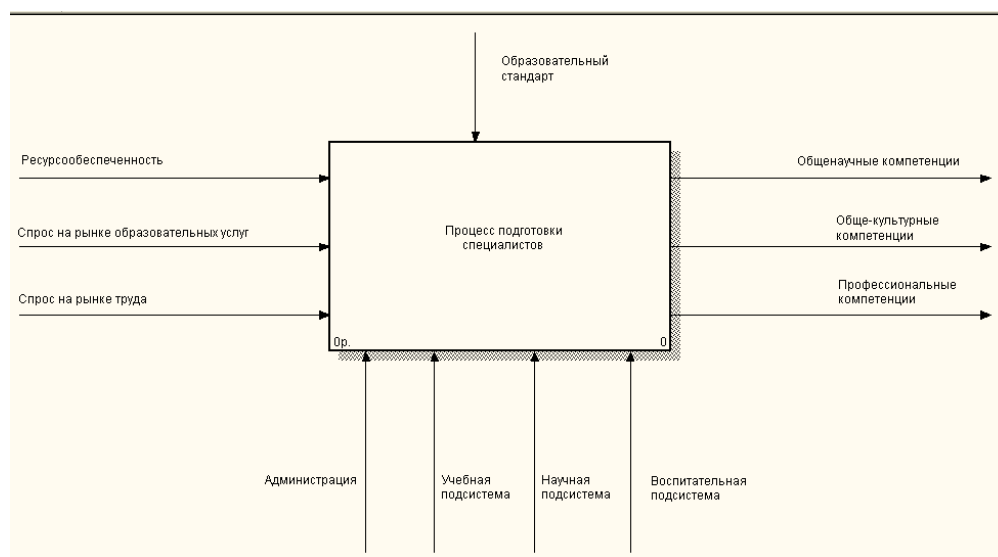 Образовательный
стандарт
Ресурсообеспеченность
Общенаучные компетенции
Спрос на рынке образовательных услуг
Процесс подготовки
специалистов
Обще-культурные
компетенции
Спрос на рынке труда
Профессиональные
компетенции
0р.
0
Администрация
Учебная
подсистема
Научная
подсистема
Воспитательная
подсистема